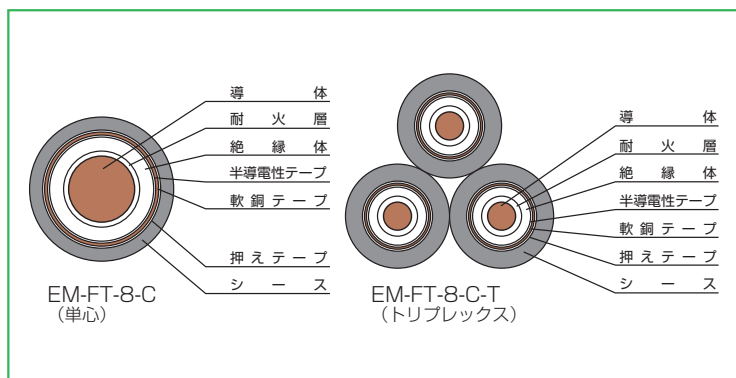 導体
耐火層
絶縁体
半導電性テープ
軟銅テープ
押えテープ
シース
EM-FT-8-C
（単心）
導体
耐火層
絶縁体
半導電性テープ
軟銅テープ
押えテープ
シース
EM-FT-8-C-T
（トリプレックス）